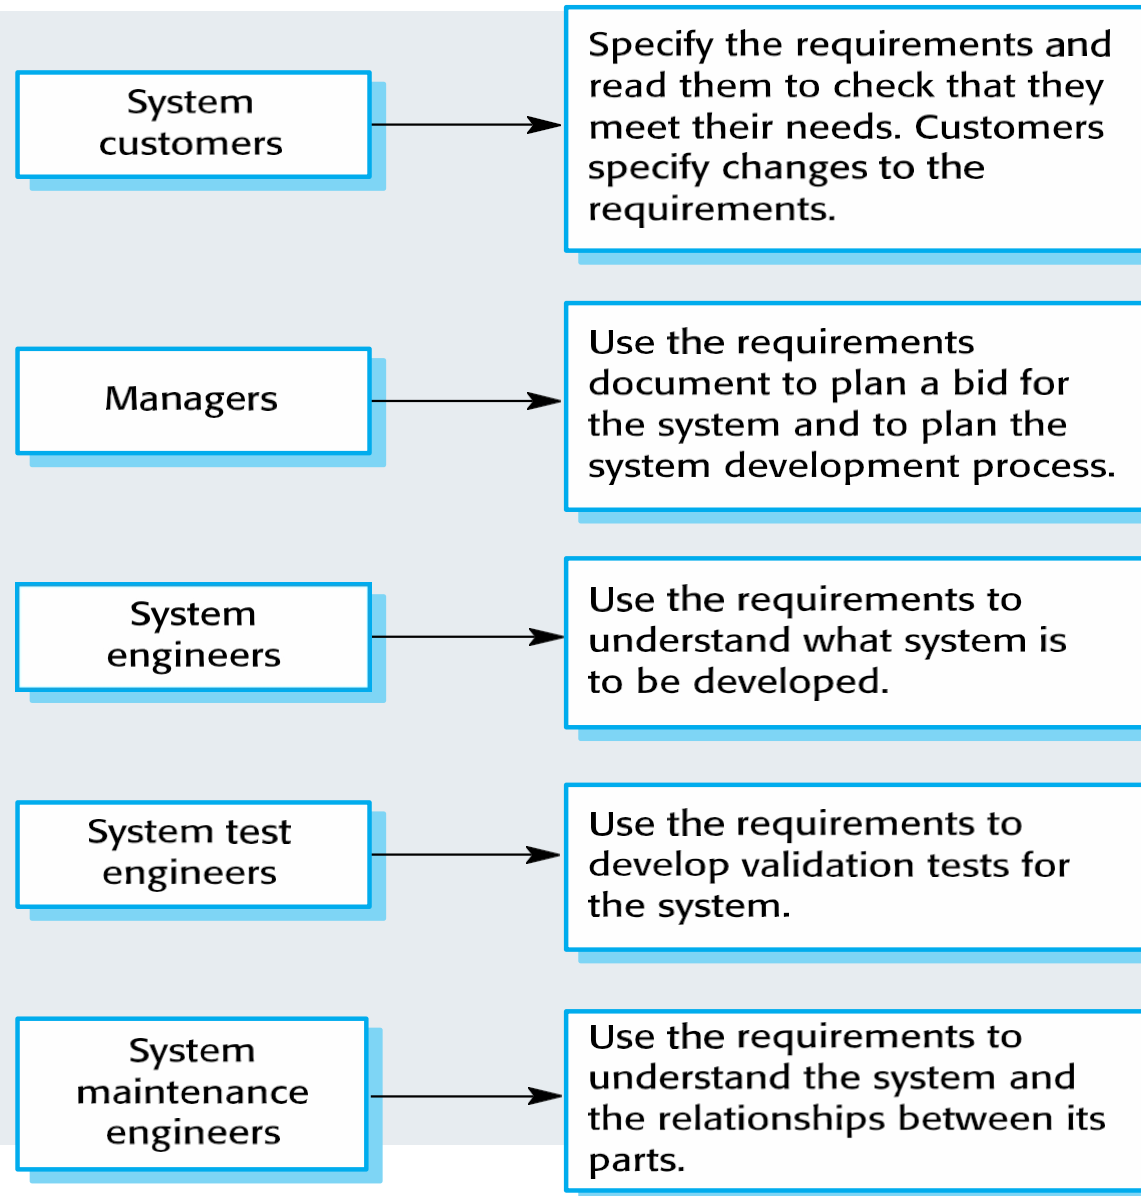 System
customers
Specify the requirements and
read them to check that they
meet their needs. Customers
specify changes to the
requirements.
Managers
Use the requirements
document to plan a bid for
the system and to plan the
system development process.
System
engineers
Use the requirements to
understand what system is
to be developed.
System test
engineers
Use the requirements to
develop validation tests for
the system.
System
maintenance
engineers
Use the requirements to
understand the system and
the relationships between its
parts.